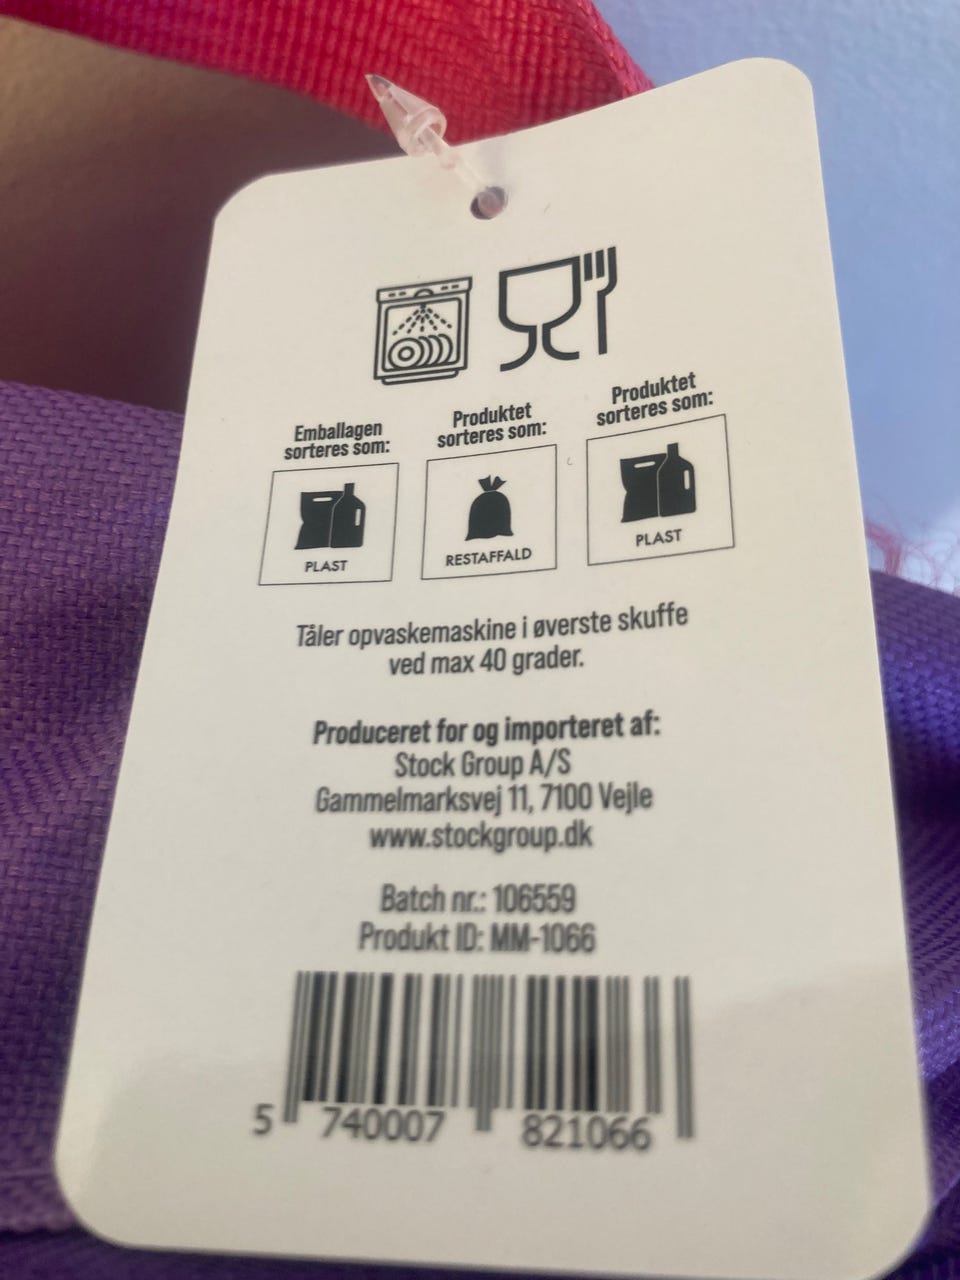 Emballagen
sorteres som:
PLAST
Produktet
sorteres som:
RESTAFFALD
Produktet
sorteres som:
PLAST
Tåler opvaskemaskine i øverste skuffe
ved max 40 grader.
Produceret for og importeret af:
Stock Group A/S
Gammelmarksvej 11, 7100 Vejle
www.stockgroup.dk
Batch nr.: 106559
Produkt ID: MM-1066
5 740007 821066